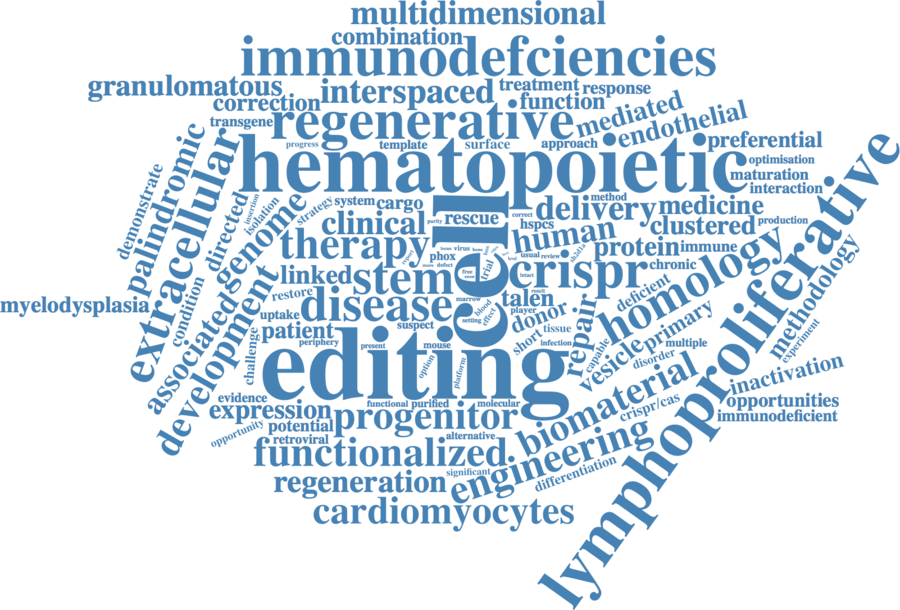 multidimensional
combination
immunodefciencies
granulomatous
interspaced
treatment
response
correction
function
transgene
regenerative
mediated
endothelial
progress
template
surface
approach
preferential
palindromic
extracellular
hematopoietic
optimisation
maturation
interaction
demonstrate
directed
insertion
isolation
genome
strategy
system
cargo
cell
method
delivery
medicine
clinical
parity
rescue
correct
hspcs
clustered
production
therapy
human
protein
immune
linked
stem
phox
virus
usual
review
crispr
chronic
trial
free
myelodysplasia
condition
associated
development
restore
disease
marrow
blood
effect
setting
talen
player
donor
deficient
homology
lymphoproliferative
methodology
uptake
suspect
patient
periphery
present
mouse
short
tissue
infection
repair
capable
vesicle
primary
multiple
disorder
experiment
challenge
editing
option
platform
evidence
functional
purified
molecular
biomaterial
crispr/cas
inactivation
opportunities
immunodeficient
expression
progenitor
opportunity
potential
retroviral
alternative
functionalized.
significant
engineering
differentiation
regeneration
cardiomyocytes